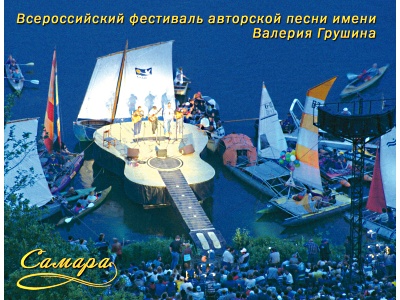 Всероссийский фестиваль авторской песни имени
Валерия Грушина
Самара